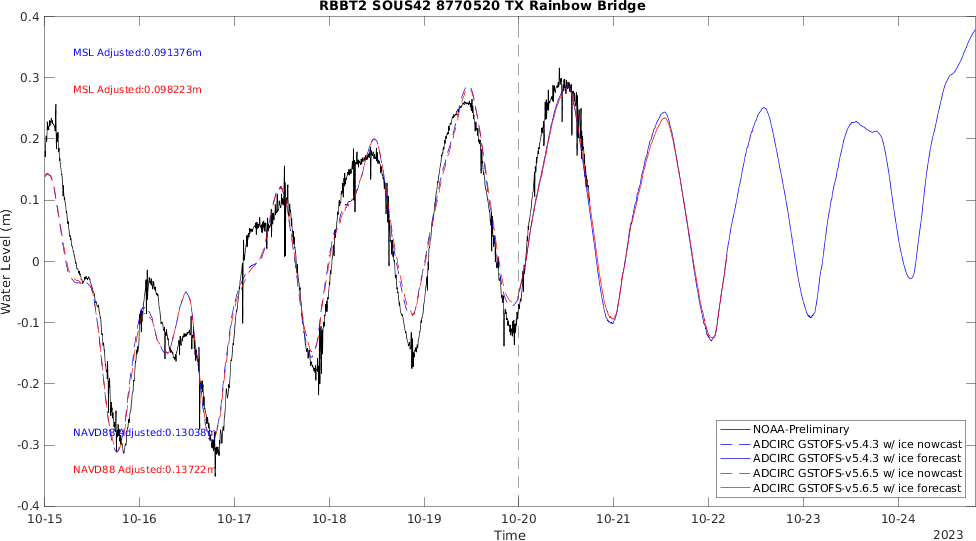 RBBT2 SOUS42 8770520 TX Rainbow Bridge
0.4
MSL Adjusted:0.091376m
0.3
MSL Adjusted:0.098223m
0.2
0.1
0
Water Level (m)
-0.1
-0.2
NAVD88 Adjusted:0.13038m
-0.3
NAVD88 Adjusted:0.13722m
-0.4
NOAA-Preliminary
ADCIRC GSTOFS-v5.4.3 w/ ice nowcast
ADCIRC GSTOFS-v5.4.3 w/ ice forecast
ADCIRC GSTOFS-v5.6.5 w/ ice nowcast
ADCIRC GSTOFS-v5.6.5 w/ ice forecast
10-15 10-16 10-17 10-18 10-19 10-20 10-21 10-22 10-23 10-24
Time
2023